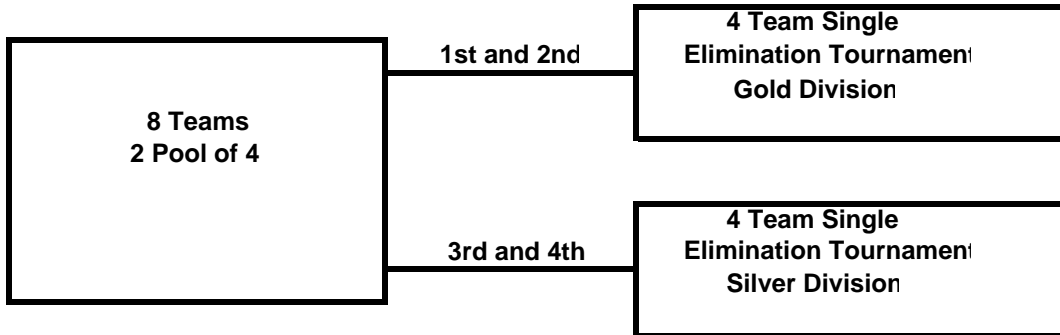 8 Teams
2 Pool of 4
1st and 2nd
4 Team Single
Elimination Tournament
Gold Division
3rd and 4th
4 Team Single
Elimination Tournament
Silver Division